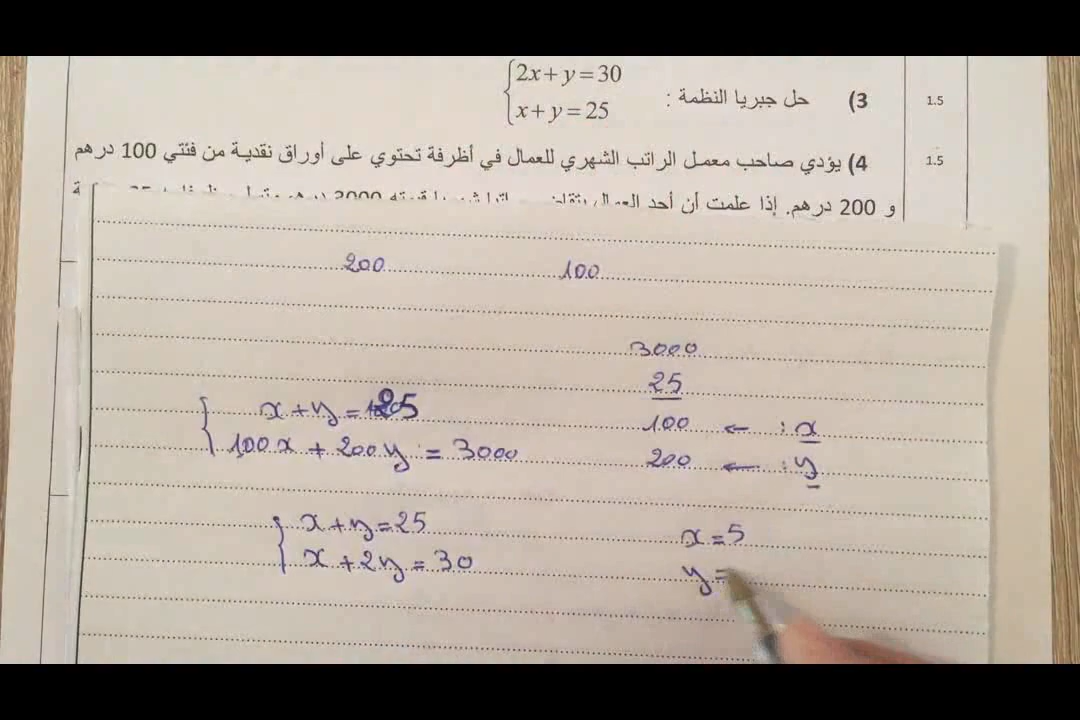 3) حل جبريا النظمة : {2x+y=30
x+y=25
1.5
4) يؤدي صاحب معمل الراتب الشهري للعمال في أظرفة تحتوي على أوراق نقدية من فئتي 100 درهم
1.5
و 200 درهم. إذا علمت أن أحد العمال
200 100
3000
25
x+y=25
100 ← : x
100x+200y=3000
200 ← : y
x+y=25
x=5
x+2y=30
y=